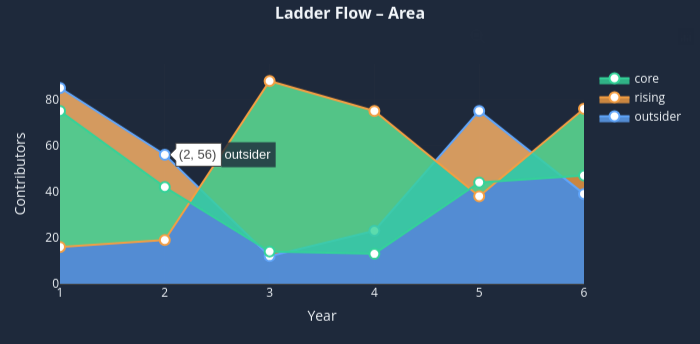 Ladder Flow – Area
core
rising
outsider
80
60
40
20
0
Contributors
(2, 56) outsider
1 2 3 4 5 6
Year